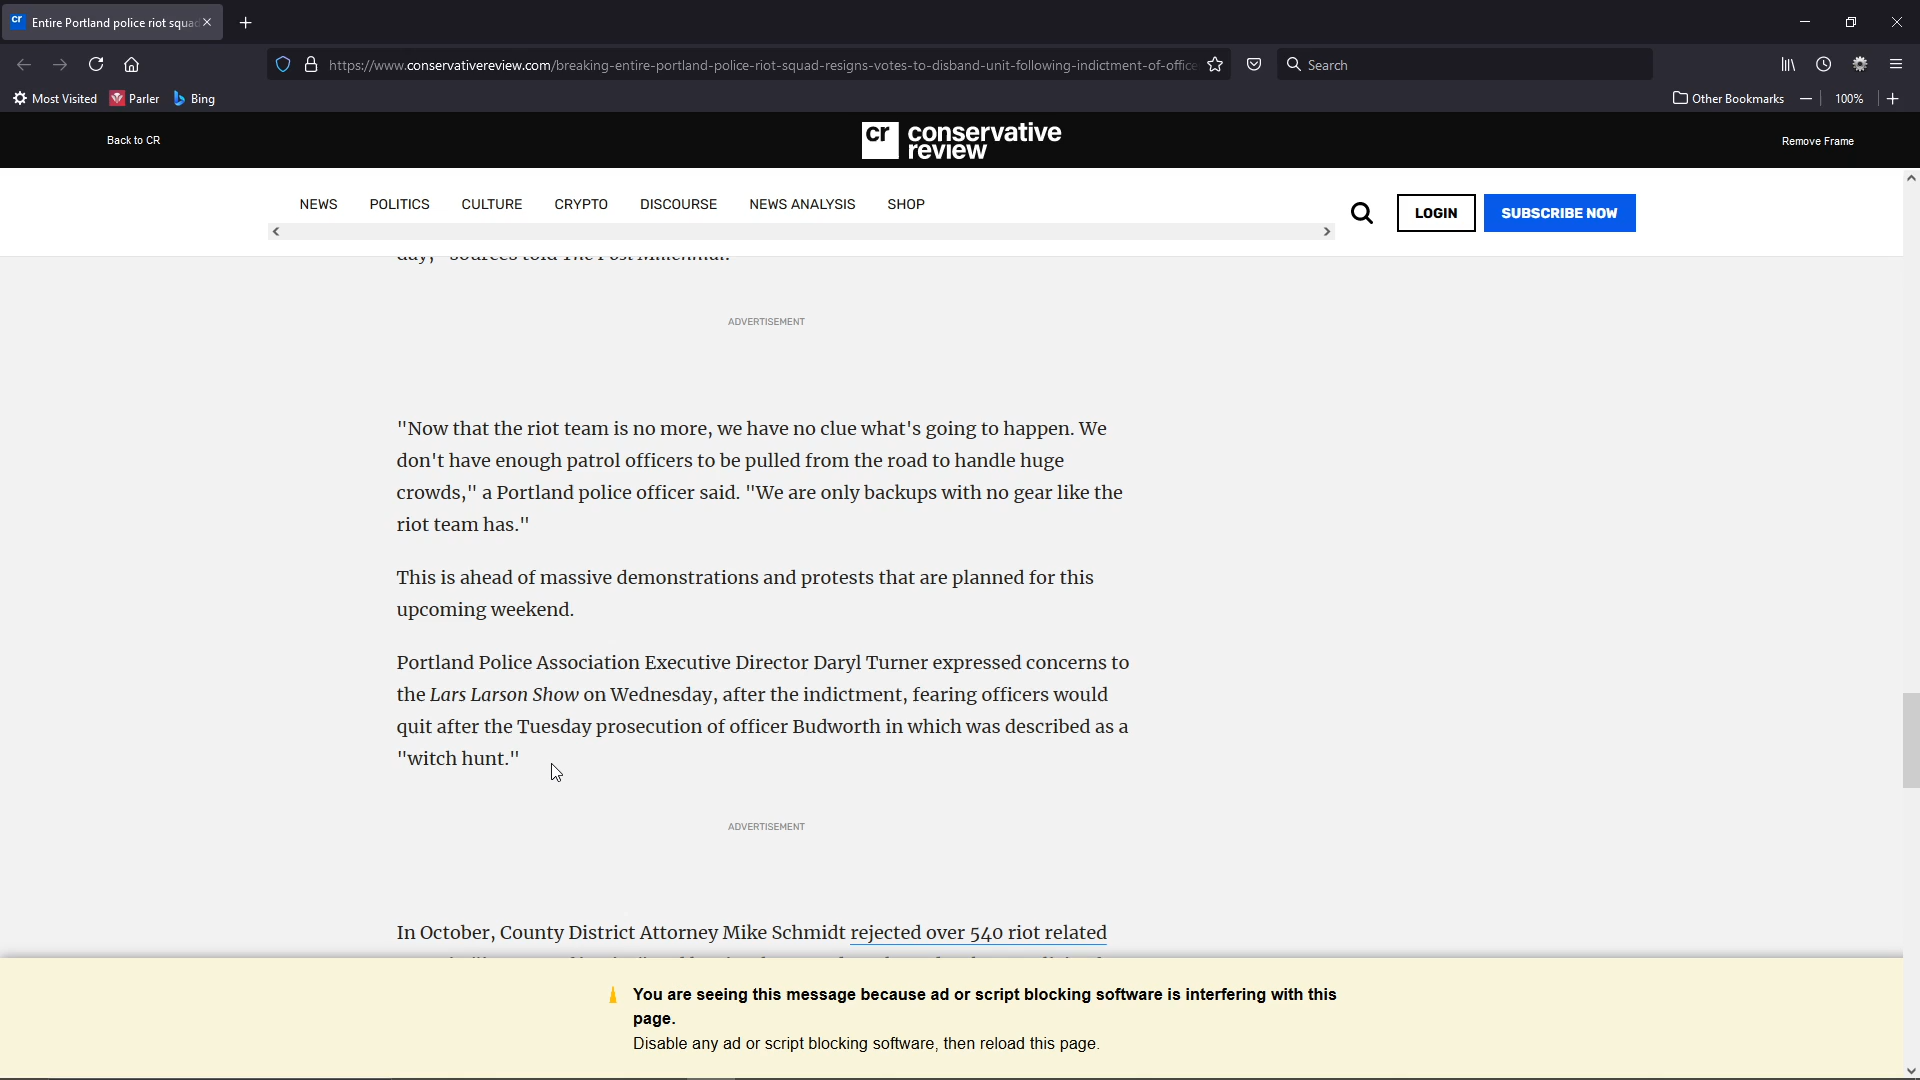 cr Entire Portland police riot squa
https://www.conservativereview.com/breaking-entire-portland-police-riot-squad-resigns-votes-to-disband-unit-following-indictment-of-office
Search
Most Visited Parler Bing
Other Bookmarks
100%
Back to CR
cr conservative review
Remove Frame
NEWS POLITICS CULTURE CRYPTO DISCOURSE NEWS ANALYSIS SHOP
LOGIN
SUBSCRIBE NOW
day," sources told The Post Millennial.
ADVERTISEMENT
"Now that the riot team is no more, we have no clue what's going to happen. We
don't have enough patrol officers to be pulled from the road to handle huge
crowds," a Portland police officer said. "We are only backups with no gear like the
riot team has."
This is ahead of massive demonstrations and protests that are planned for this
upcoming weekend.
Portland Police Association Executive Director Daryl Turner expressed concerns to
the Lars Larson Show on Wednesday, after the indictment, fearing officers would
quit after the Tuesday prosecution of officer Budworth in which was described as a
"witch hunt."
ADVERTISEMENT
In October, County District Attorney Mike Schmidt rejected over 540 riot related
You are seeing this message because ad or script blocking software is interfering with this
page.
Disable any ad or script blocking software, then reload this page.